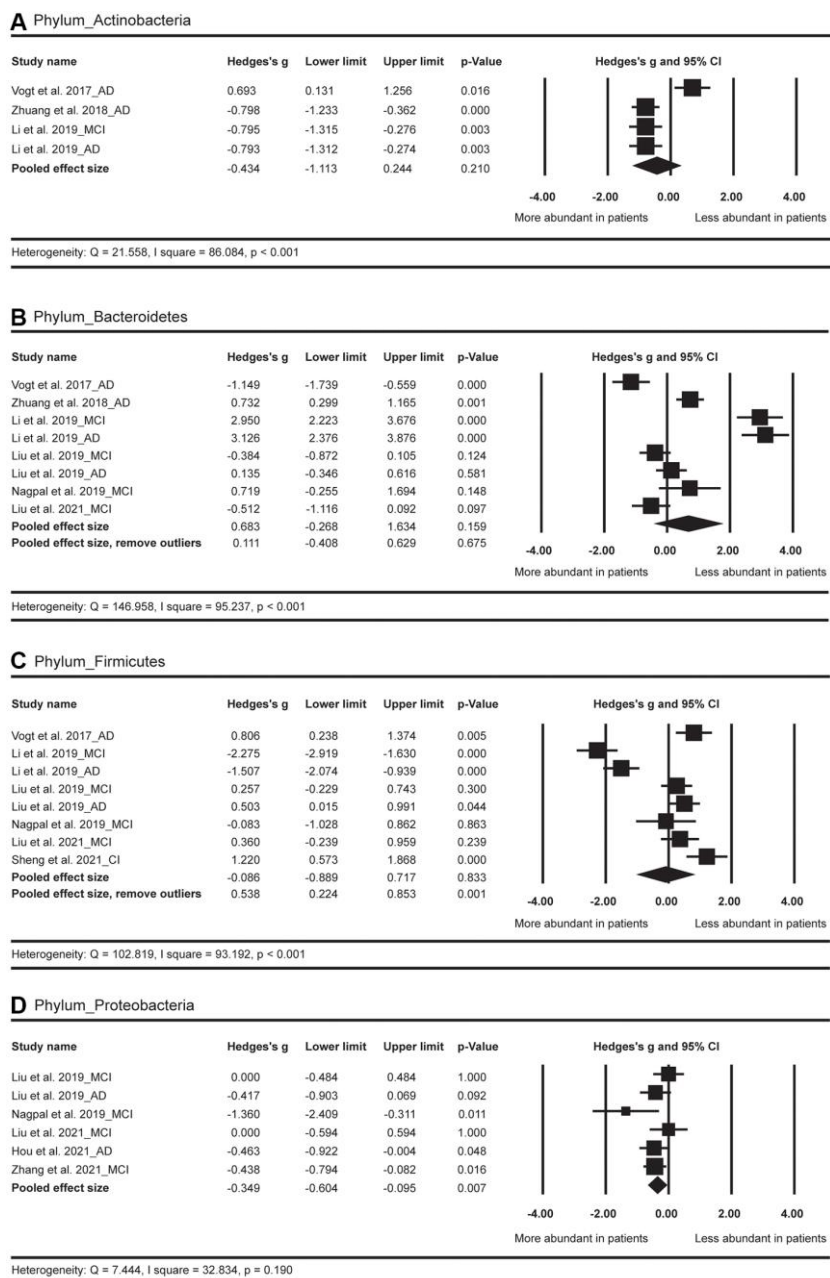 A Phylum_Actinobacteria
Study name Hedges's g Lower limit Upper limit p-Value Hedges's g and 95% CI
Vogt et al. 2017_AD 0.693 0.131 1.256 0.016
Zhuang et al. 2018_AD -0.798 -1.233 -0.362 0.000
Li et al. 2019_MCI -0.795 -1.315 -0.276 0.003
Li et al. 2019_AD -0.793 -1.312 -0.274 0.003
Pooled effect size -0.434 -1.113 0.244 0.210
-4.00 -2.00 0.00 2.00 4.00
More abundant in patients Less abundant in patients
Heterogeneity: Q = 21.558, I square = 86.084, p < 0.001
B Phylum_Bacteroidetes
Study name Hedges's g Lower limit Upper limit p-Value Hedges's g and 95% CI
Vogt et al. 2017_AD -1.149 -1.739 -0.559 0.000
Zhuang et al. 2018_AD 0.732 0.299 1.165 0.001
Li et al. 2019_MCI 2.950 2.223 3.676 0.000
Li et al. 2019_AD 3.126 2.376 3.876 0.000
Liu et al. 2019_MCI -0.384 -0.872 0.105 0.124
Liu et al. 2019_AD 0.135 -0.346 0.616 0.581
Nagpal et al. 2019_MCI 0.719 -0.255 1.694 0.148
Liu et al. 2021_MCI -0.512 -1.116 0.092 0.097
Pooled effect size 0.683 -0.268 1.634 0.159
Pooled effect size, remove outliers 0.111 -0.408 0.629 0.675
-4.00 -2.00 0.00 2.00 4.00
More abundant in patients Less abundant in patients
Heterogeneity: Q = 146.958, I square = 95.237, p < 0.001
C Phylum_Firmicutes
Study name Hedges's g Lower limit Upper limit p-Value Hedges's g and 95% CI
Vogt et al. 2017_AD 0.806 0.238 1.374 0.005
Li et al. 2019_MCI -2.275 -2.919 -1.630 0.000
Li et al. 2019_AD -1.507 -2.074 -0.939 0.000
Liu et al. 2019_MCI 0.257 -0.229 0.743 0.300
Liu et al. 2019_AD 0.503 0.015 0.991 0.044
Nagpal et al. 2019_MCI -0.083 -1.028 0.862 0.863
Liu et al. 2021_MCI 0.360 -0.239 0.959 0.239
Sheng et al. 2021_CI 1.220 0.573 1.868 0.000
Pooled effect size -0.086 -0.889 0.717 0.833
Pooled effect size, remove outliers 0.538 0.224 0.853 0.001
-4.00 -2.00 0.00 2.00 4.00
More abundant in patients Less abundant in patients
Heterogeneity: Q = 102.819, I square = 93.192, p < 0.001
D Phylum_Proteobacteria
Study name Hedges's g Lower limit Upper limit p-Value Hedges's g and 95% CI
Liu et al. 2019_MCI 0.000 -0.484 0.484 1.000
Liu et al. 2019_AD -0.417 -0.903 0.069 0.092
Nagpal et al. 2019_MCI -1.360 -2.409 -0.311 0.011
Liu et al. 2021_MCI 0.000 -0.594 0.594 1.000
Hou et al. 2021_AD -0.463 -0.922 -0.004 0.048
Zhang et al. 2021_MCI -0.438 -0.794 -0.082 0.016
Pooled effect size -0.349 -0.604 -0.095 0.007
-4.00 -2.00 0.00 2.00 4.00
More abundant in patients Less abundant in patients
Heterogeneity: Q = 7.444, I square = 32.834, p = 0.190